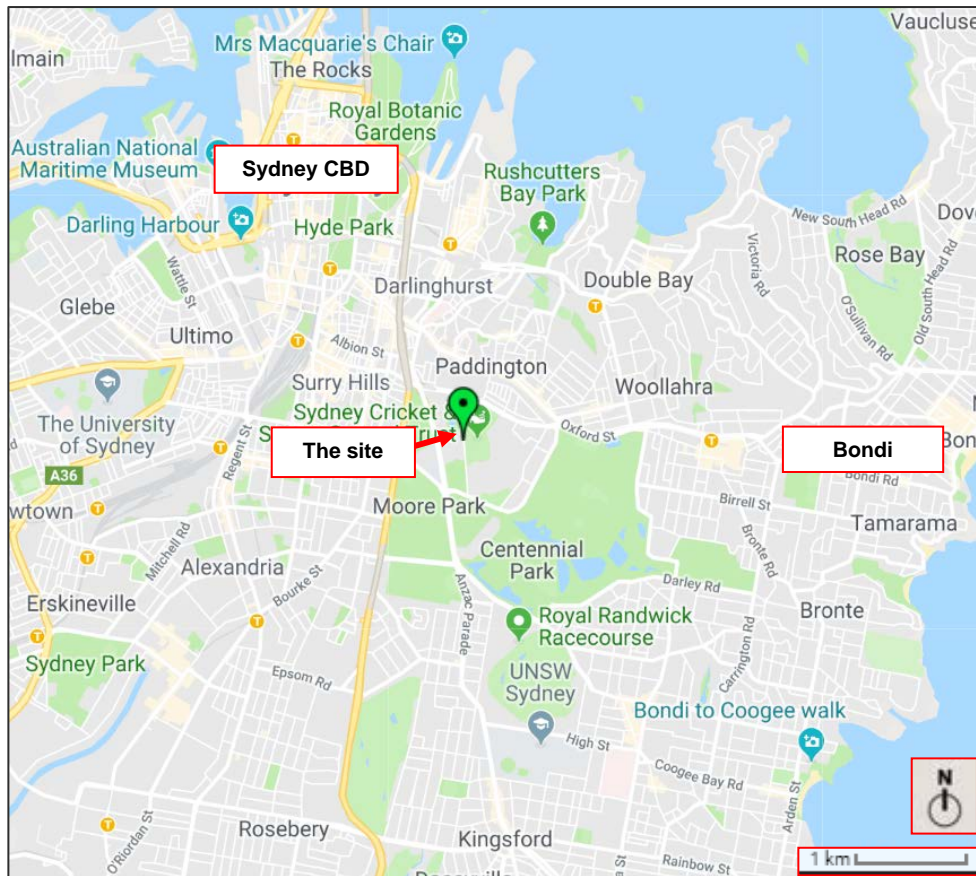 Vaucluse
Mrs Macquarie's Chair
lmain
The Rocks
Royal Botanic
Gardens
Australian National
Maritime Museum
Sydney CBD
Rushcutters
Bay Park
New South Head Rd
Dove
Darling Harbour
Hyde Park
Wattle St
Victoria Rd
Rose Bay
Old South Head Rd
Double Bay
Darlinghurst
O'Sullivan Rd
Glebe
Ultimo
Albion St
Paddington
Surry Hills
Woollahra
The University
of Sydney
Sydney Cricket &
The site
Oxford St
Bondi
Bon
Regent St
A36
Bondi Rd
wtown
Moore Park
Birrell St
Tamarama
Mitchell Rd
Centennial
Park
Bronte Rd
Alexandria
Bourke St
Anzac Parade
Darley Rd
Erskineville
Royal Randwick
Racecourse
Bronte
Carrington Rd
Sydney Park
Epsom Rd
UNSW
Sydney
Bondi to Coogee walk
High St
Coogee Bay Rd
N
Arden St
O'Riordan St
Rosebery
Kingsford
Rainbow St
1 km